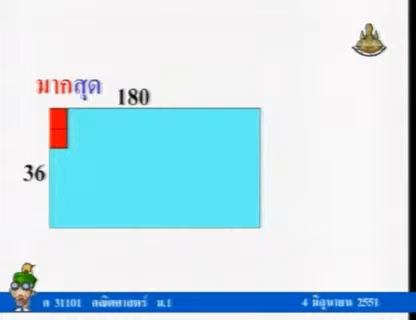 มากสุด
180
36
ค 31101 คณิตศาสตร์ ม.1
4 มิถุนายน 2551